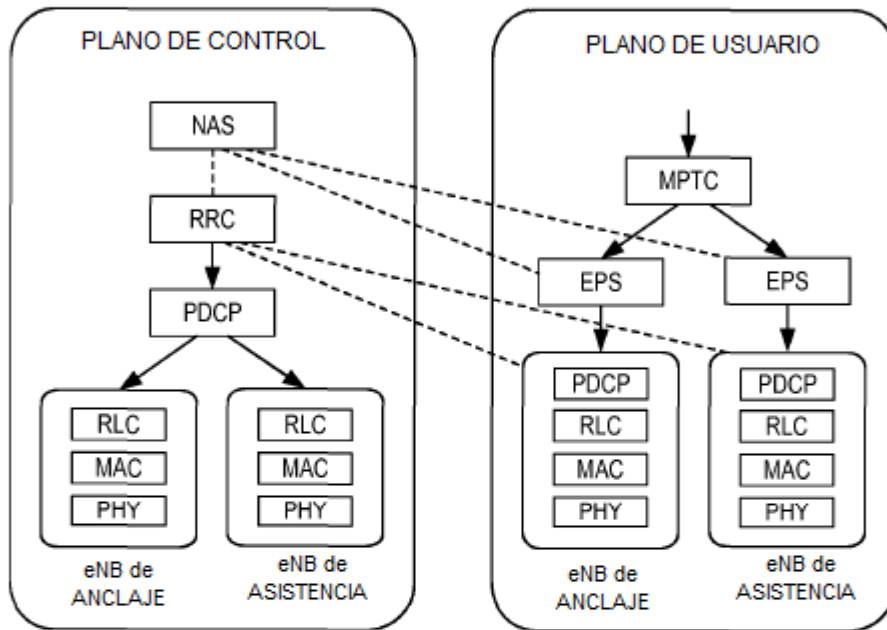 PLANO DE CONTROL
NAS
RRC
PDCP
RLC
MAC
PHY
eNB de
ANCLAJE
RLC
MAC
PHY
eNB de
ASISTENCIA
PLANO DE USUARIO
MPTC
EPS
EPS
PDCP
RLC
MAC
PHY
eNB de
ANCLAJE
PDCP
RLC
MAC
PHY
eNB de
ASISTENCIA